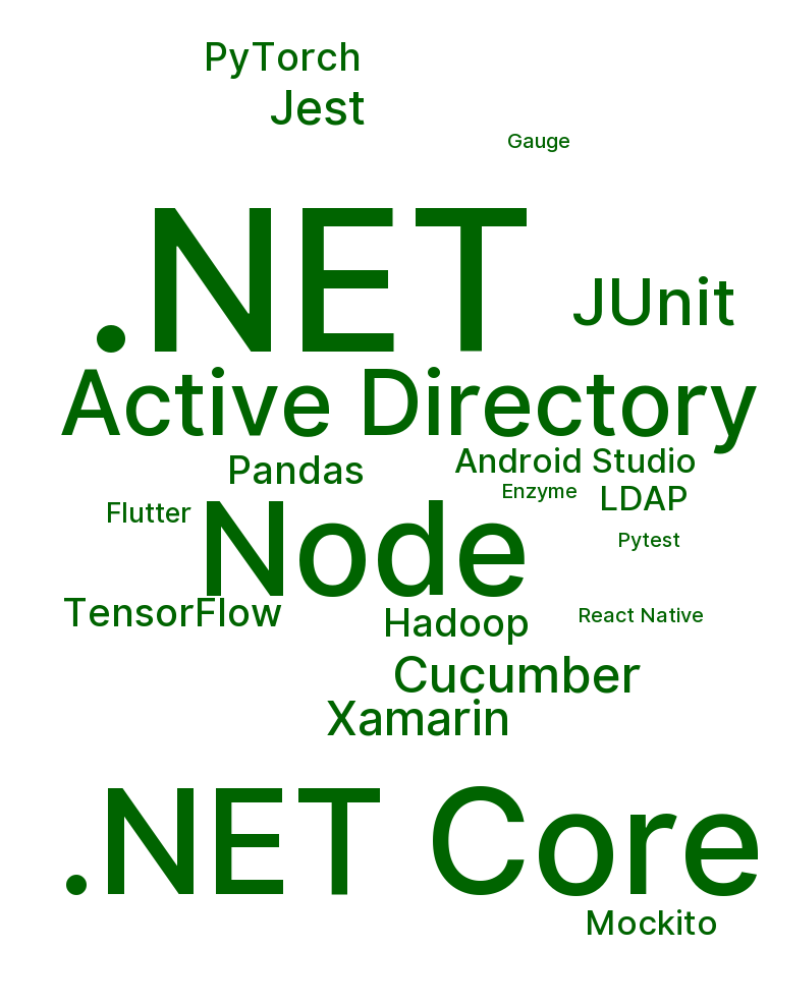 PyTorch
Jest
Gauge
.NET
JUnit
Active Directory
Pandas
Android Studio
Enzyme
LDAP
Flutter
Node
Pytest
TensorFlow
Hadoop
React Native
Cucumber
Xamarin
.NET Core
Mockito